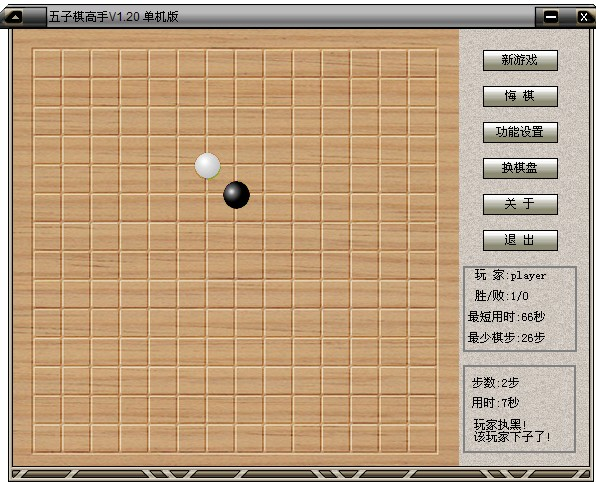 五子棋高手V1.20 单机版
新游戏
悔 棋
功能设置
换棋盘
关 于
退 出
玩 家:player
胜/败:1/0
最短用时:66秒
最少棋步:26步
步数:2步
用时:7秒
玩家执黑!
该玩家下子了!